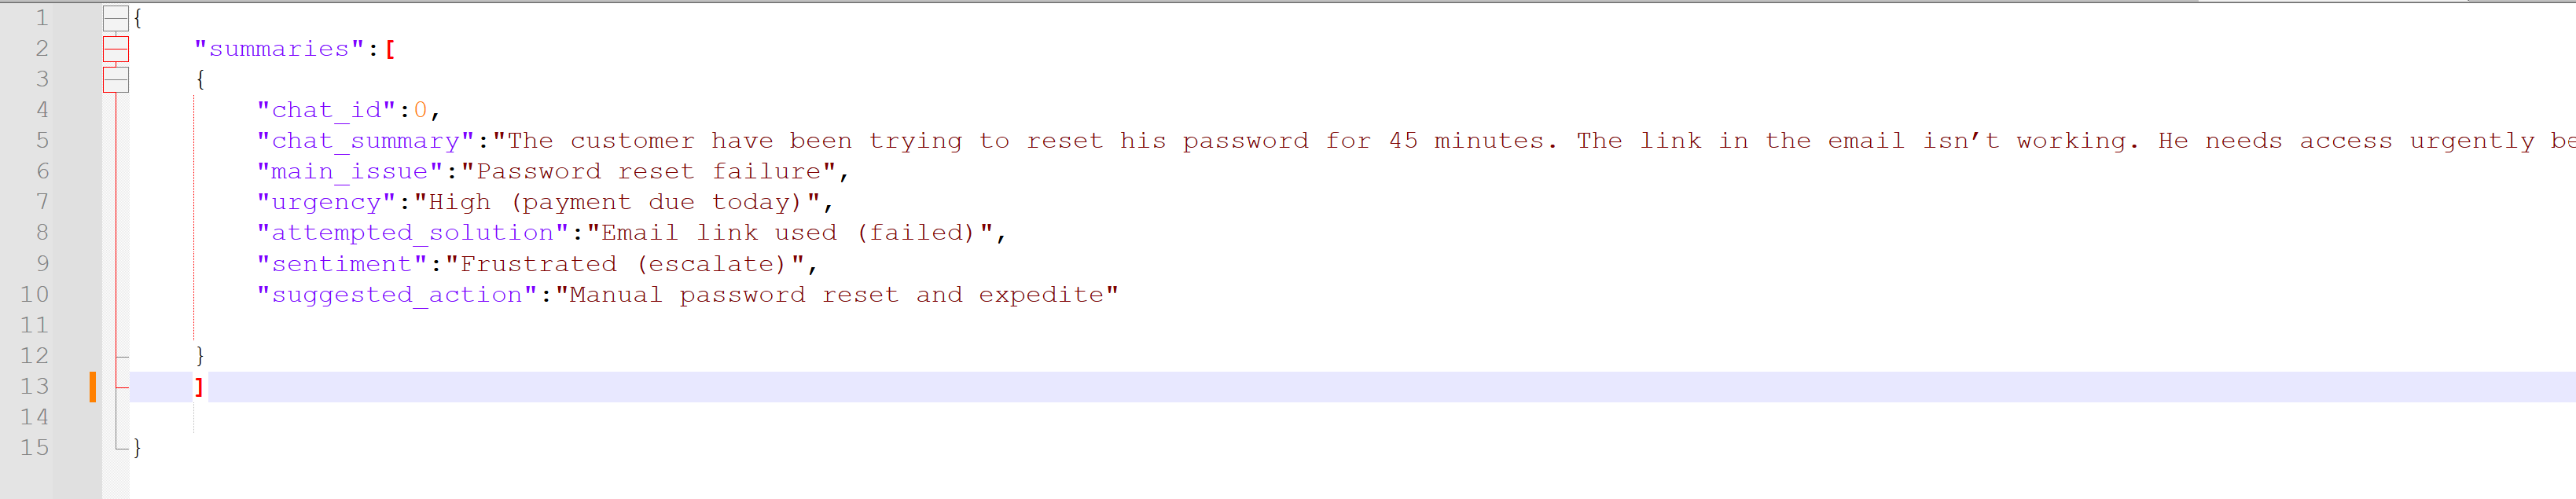 1 {
2 "summaries":[
3 {
4 "chat_id":0,
5 "chat_summary":"The customer have been trying to reset his password for 45 minutes. The link in the email isn’t working. He needs access urgently
6 "main_issue":"Password reset failure",
7 "urgency":"High (payment due today)",
8 "attempted_solution":"Email link used (failed)",
9 "sentiment":"Frustrated (escalate)",
10 "suggested_action":"Manual password reset and expedite"
11
12 }
13 ]
14
15 }